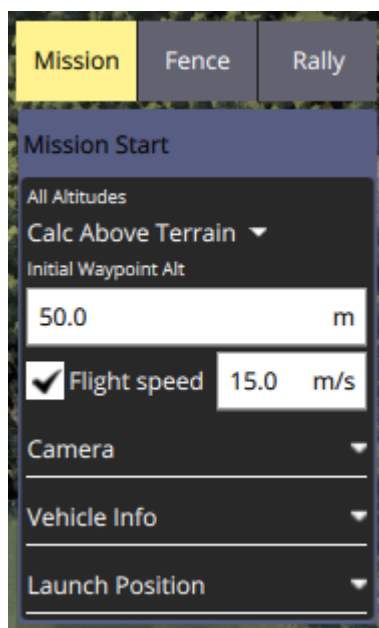 Mission Fence Rally
Mission Start
All Altitudes
Calc Above Terrain
Initial Waypoint Alt
50.0 m
Flight speed 15.0 m/s
Camera
Vehicle Info
Launch Position